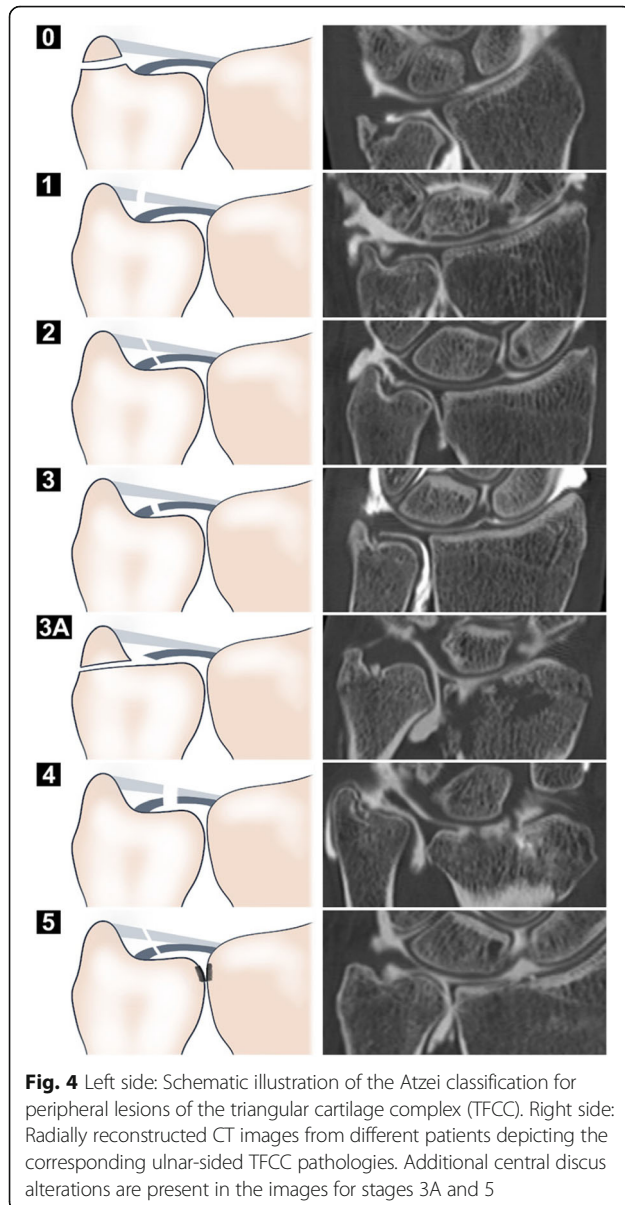 0
1
2
3
3A
4
5
Fig. 4 Left side: Schematic illustration of the Atzei classification for
peripheral lesions of the triangular cartilage complex (TFCC). Right side:
Radially reconstructed CT images from different patients depicting the
corresponding ulnar-sided TFCC pathologies. Additional central discus
alterations are present in the images for stages 3A and 5